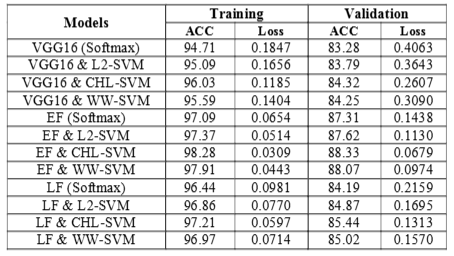 Models Training Validation
ACC Loss ACC Loss
VGG16 (Softmax) 94.71 0.1847 83.28 0.4063
VGG16 & L2-SVM 95.09 0.1656 83.79 0.3643
VGG16 & CHL-SVM 96.03 0.1185 84.32 0.2607
VGG16 & WW-SVM 95.59 0.1404 84.25 0.3090
EF (Softmax) 97.09 0.0654 87.31 0.1438
EF & L2-SVM 97.37 0.0514 87.62 0.1130
EF & CHL-SVM 98.28 0.0309 88.33 0.0679
EF & WW-SVM 97.91 0.0443 88.07 0.0974
LF (Softmax) 96.44 0.0981 84.19 0.2159
LF & L2-SVM 96.86 0.0770 84.87 0.1695
LF & CHL-SVM 97.21 0.0597 85.44 0.1313
LF & WW-SVM 96.97 0.0714 85.02 0.1570